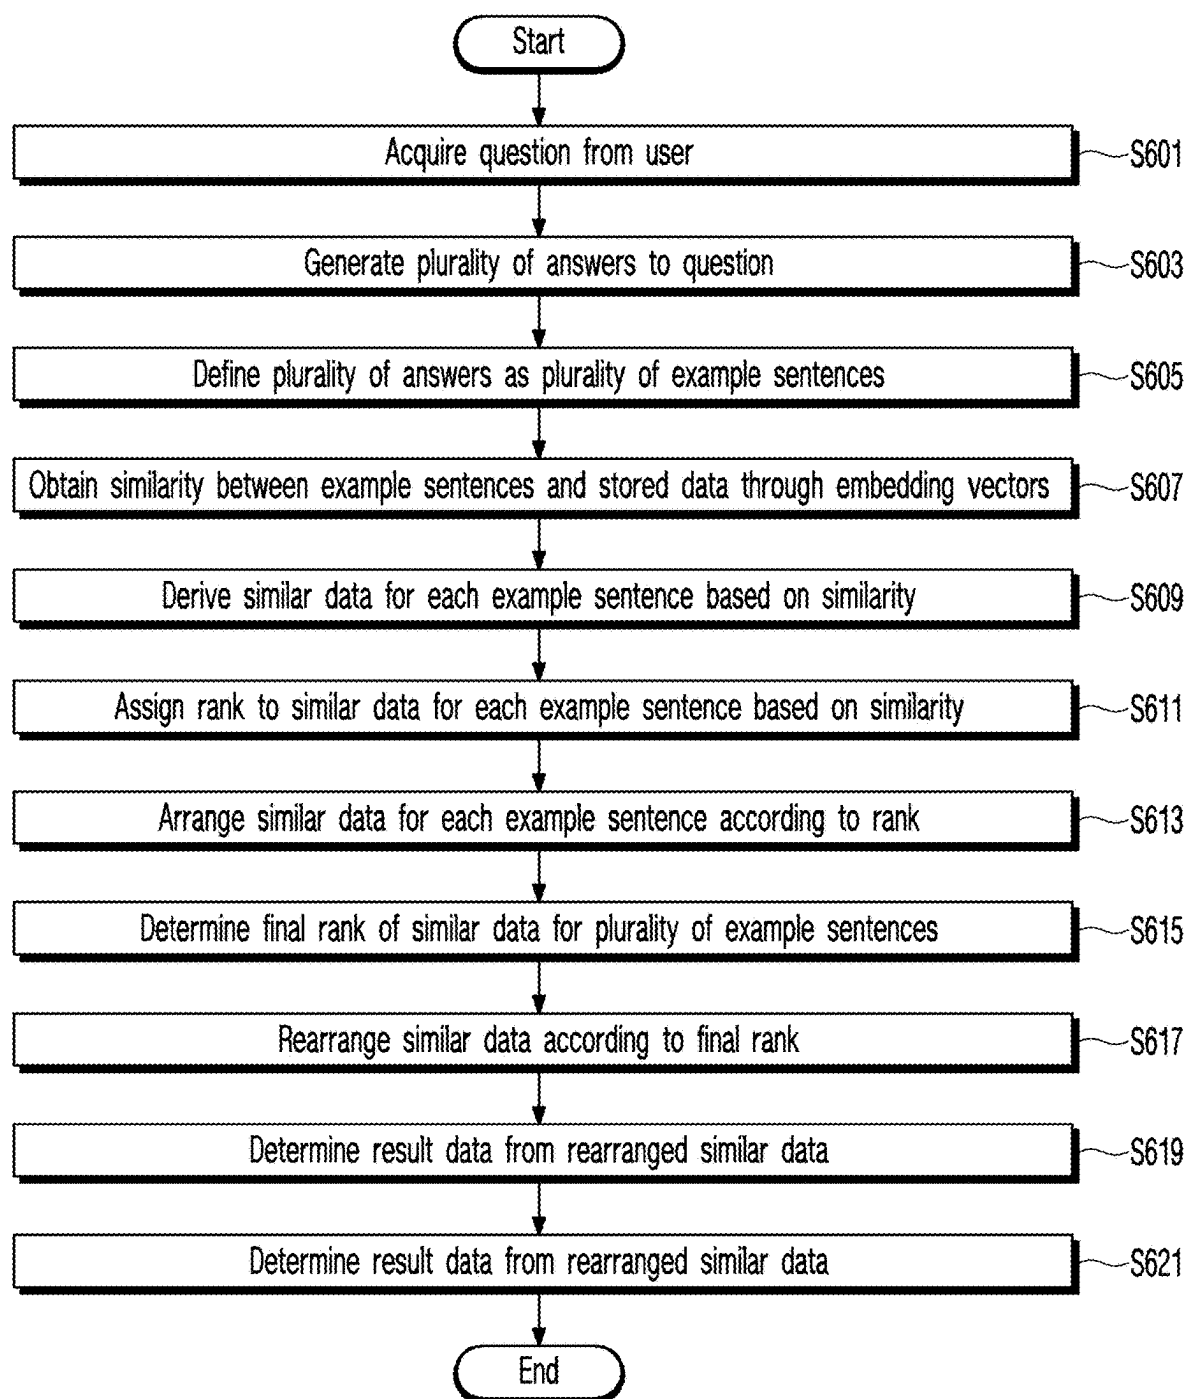 Start
Acquire question from user
S601
Generate plurality of answers to question
S603
Define plurality of answers as plurality of example sentences
S605
Obtain similarity between example sentences and stored data through embedding vectors
S607
Derive similar data for each example sentence based on similarity
S609
Assign rank to similar data for each example sentence based on similarity
S611
Arrange similar data for each example sentence according to rank
S613
Determine final rank of similar data for plurality of example sentences
S615
Rearrange similar data according to final rank
S617
Determine result data from rearranged similar data
S619
Determine result data from rearranged similar data
S621
End